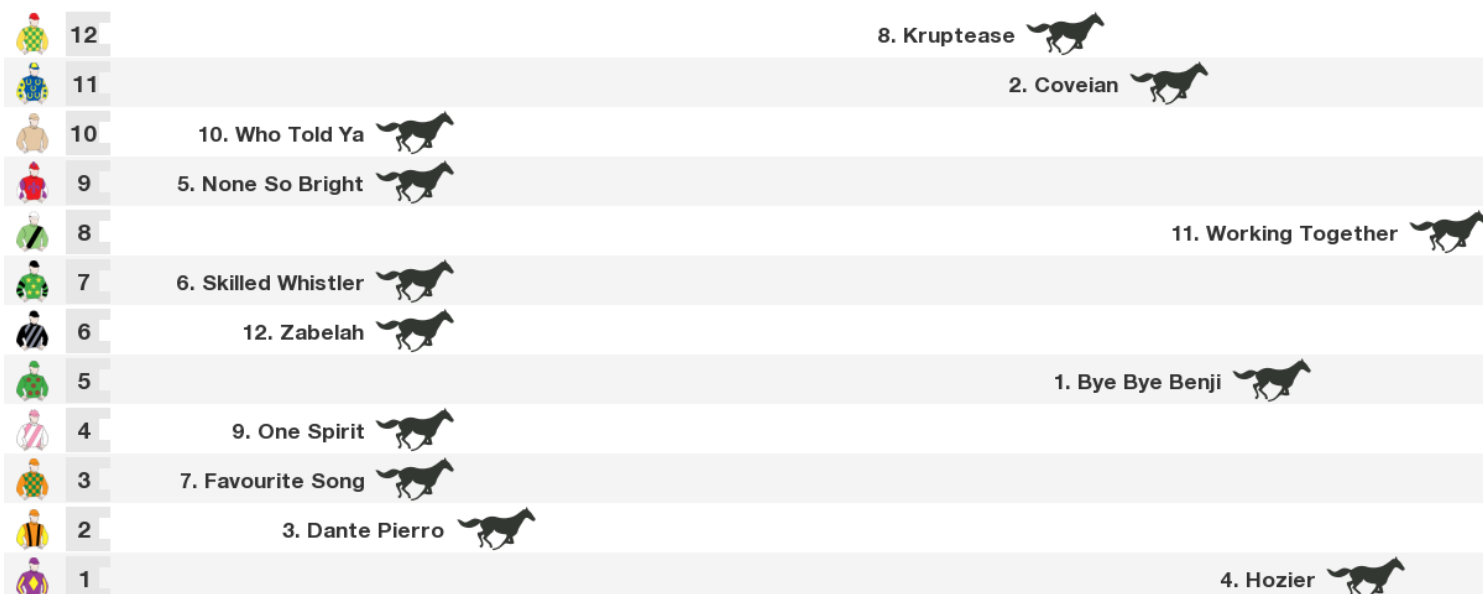 12 8. Kruptease
11 2. Coveian
10 10. Who Told Ya
9 5. None So Bright
8 11. Working Together
7 6. Skilled Whistler
6 12. Zabelah
5 1. Bye Bye Benji
4 9. One Spirit
3 7. Favourite Song
2 3. Dante Pierro
1 4. Hozier